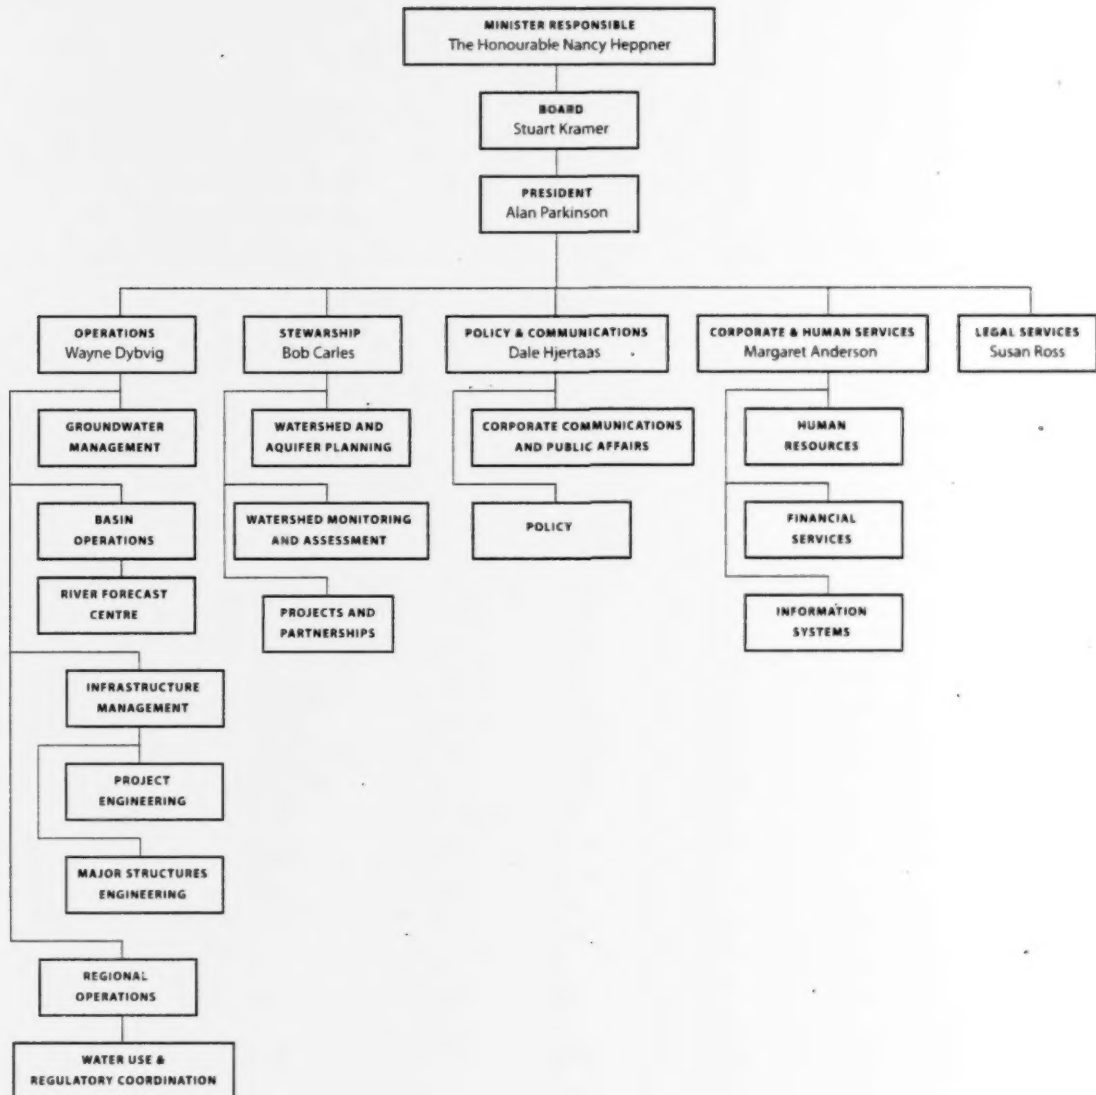 MINISTER RESPONSIBLE
The Honourable Nancy Heppner
BOARD
Stuart Kramer
PRESIDENT
Alan Parkinson
OPERATIONS
Wayne Dybvig
STEWARSHIP
Bob Carles
POLICY & COMMUNICATIONS
Dale Hjertaas
CORPORATE & HUMAN SERVICES
Margaret Anderson
LEGAL SERVICES
Susan Ross
GROUNDWATER
MANAGEMENT
WATERSHED AND
AQUIFER PLANNING
CORPORATE COMMUNICATIONS
AND PUBLIC AFFAIRS
HUMAN
RESOURCES
BASIN
OPERATIONS
WATERSHED MONITORING
AND ASSESSMENT
POLICY
FINANCIAL
SERVICES
RIVER FORECAST
CENTRE
PROJECTS AND
PARTNERSHIPS
INFORMATION
SYSTEMS
INFRASTRUCTURE
MANAGEMENT
PROJECT
ENGINEERING
MAJOR STRUCTURES
ENGINEERING
REGIONAL
OPERATIONS
WATER USE &
REGULATORY COORDINATION